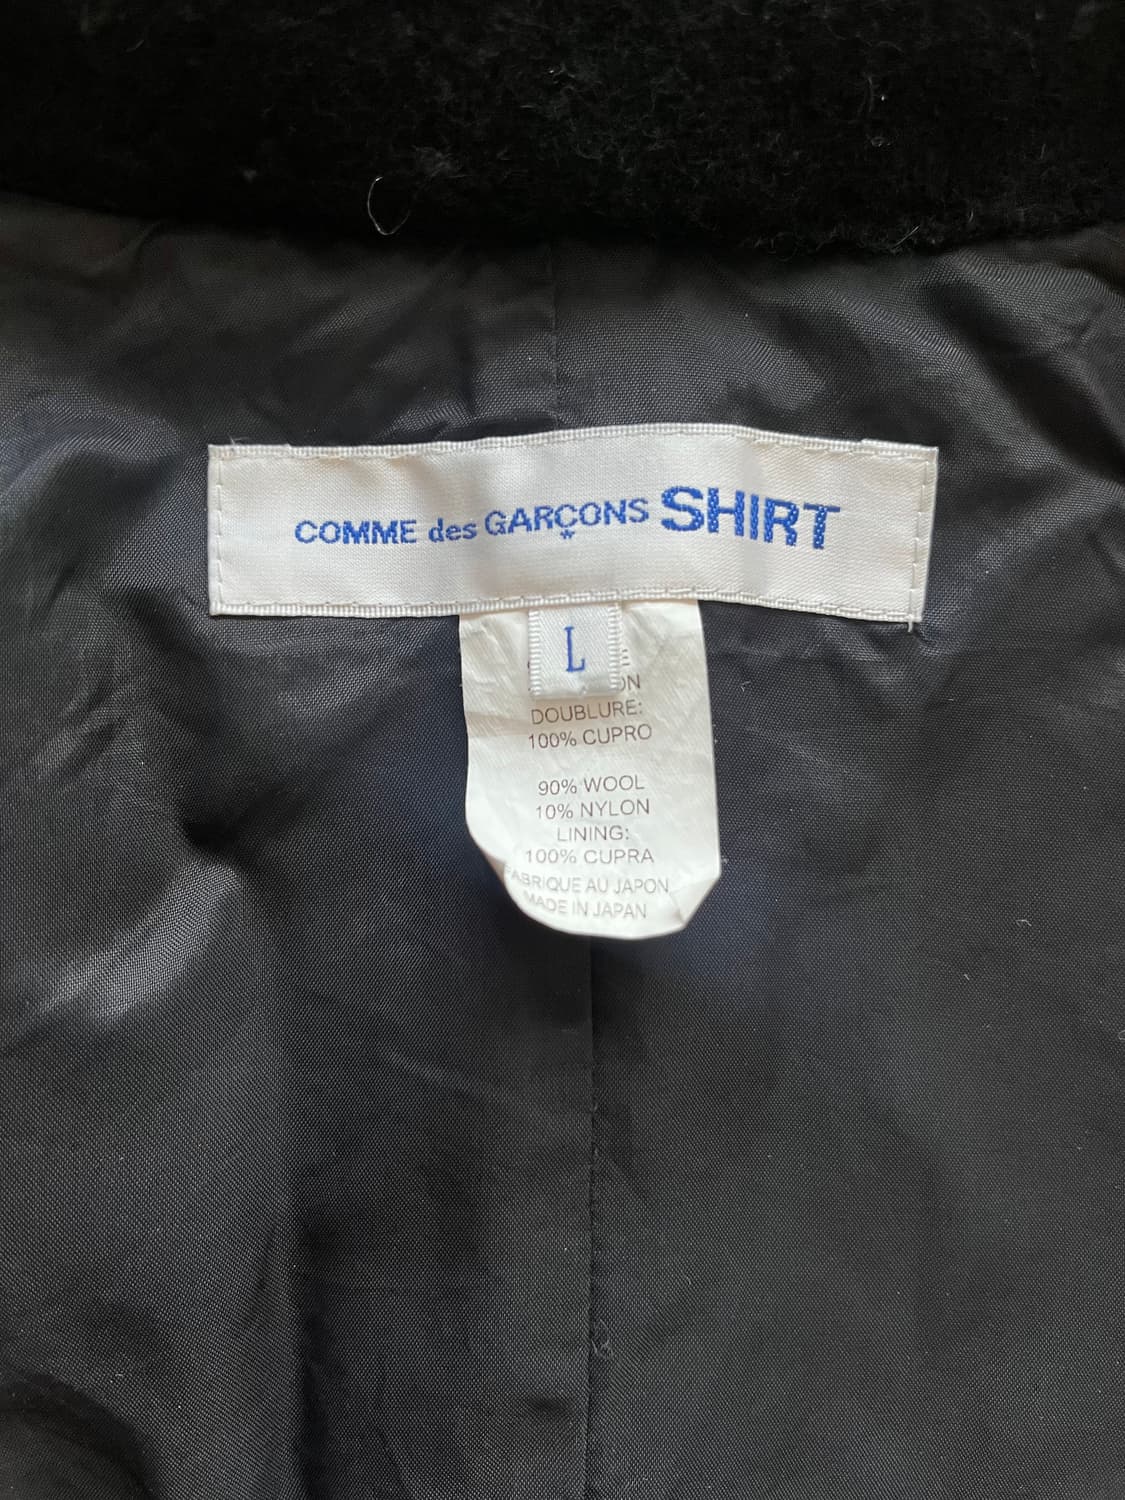 COMME des GARÇONS SHIRT
L
DOUBLURE:
100% CUPRO
90% WOOL
10% NYLON
LINING:
100% CUPRA
FABRIQUE AU JAPON
MADE IN JAPAN